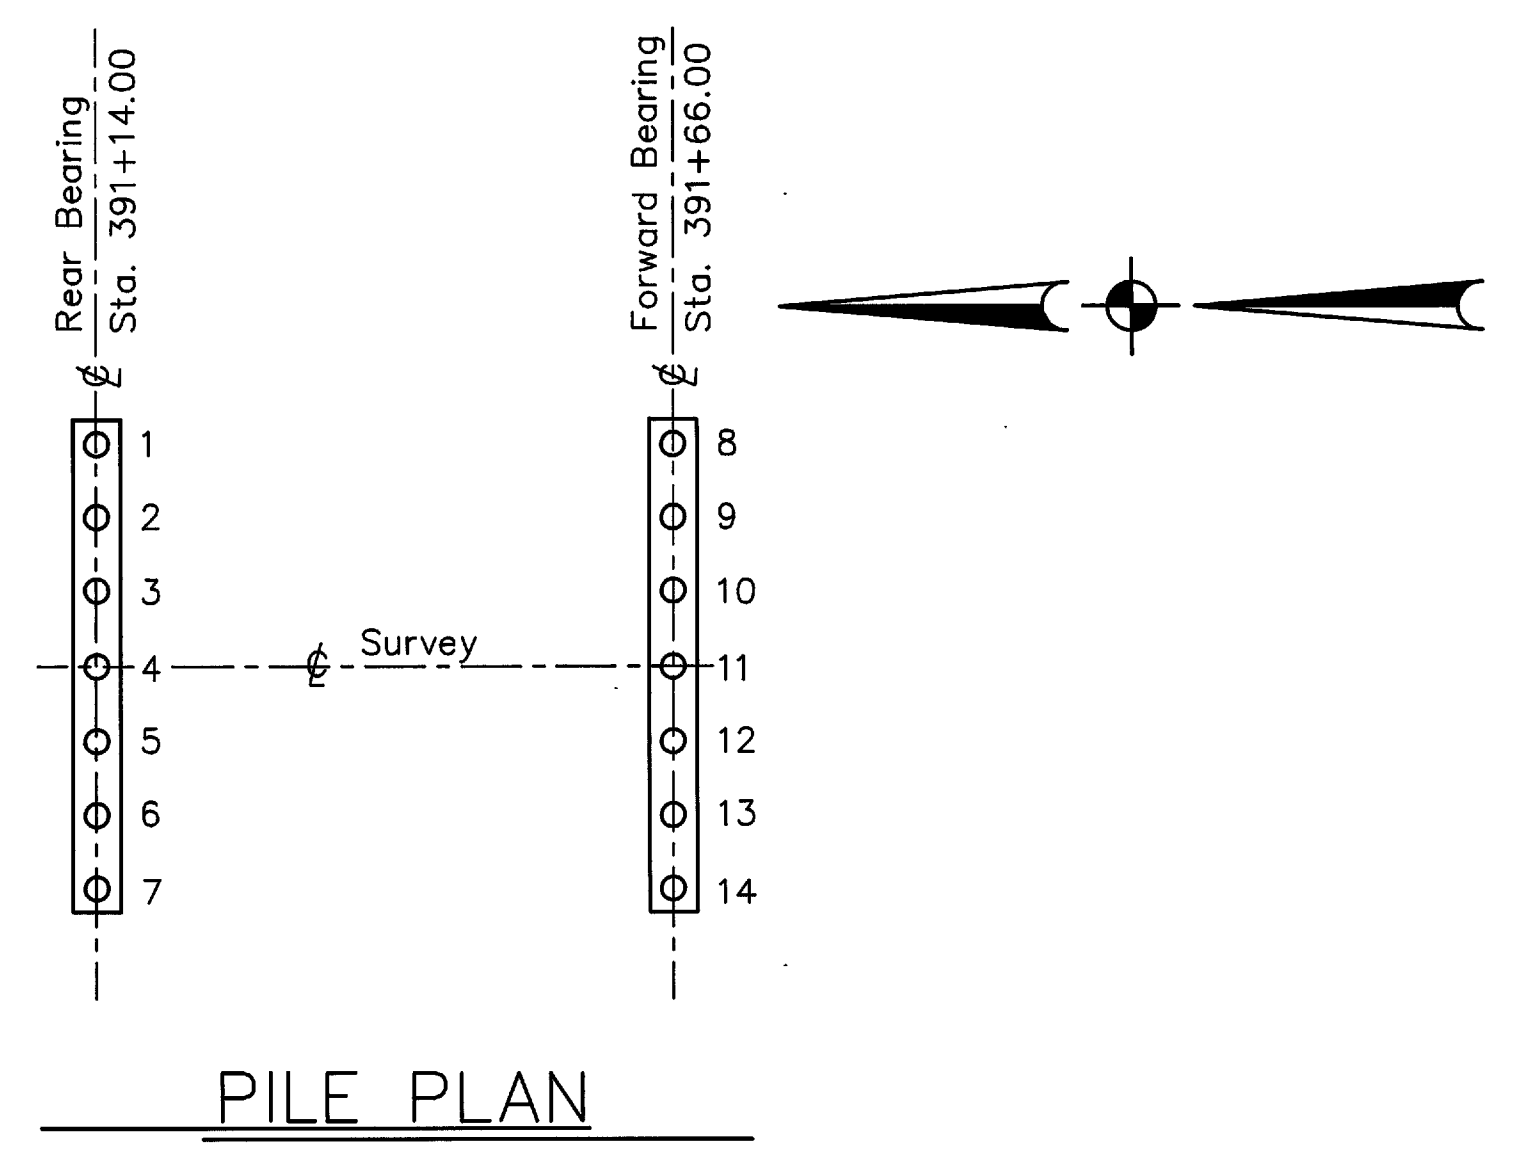 Rear Bearing
Sta. 391+14.00
℄
Forward Bearing
Sta. 391+66.00
℄
1
2
3
4
5
6
7
℄ Survey
8
9
10
11
12
13
14
PILE PLAN